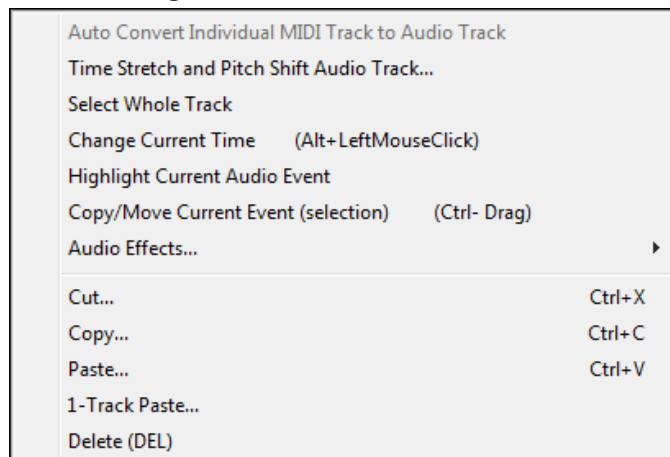 Auto Convert Individual MIDI Track to Audio Track
Time Stretch and Pitch Shift Audio Track...
Select Whole Track
Change Current Time (Alt+LeftMouseClick)
Highlight Current Audio Event
Copy/Move Current Event (selection) (Ctrl- Drag)
Audio Effects...
Cut... Ctrl+X
Copy... Ctrl+C
Paste... Ctrl+V
1-Track Paste...
Delete (DEL)